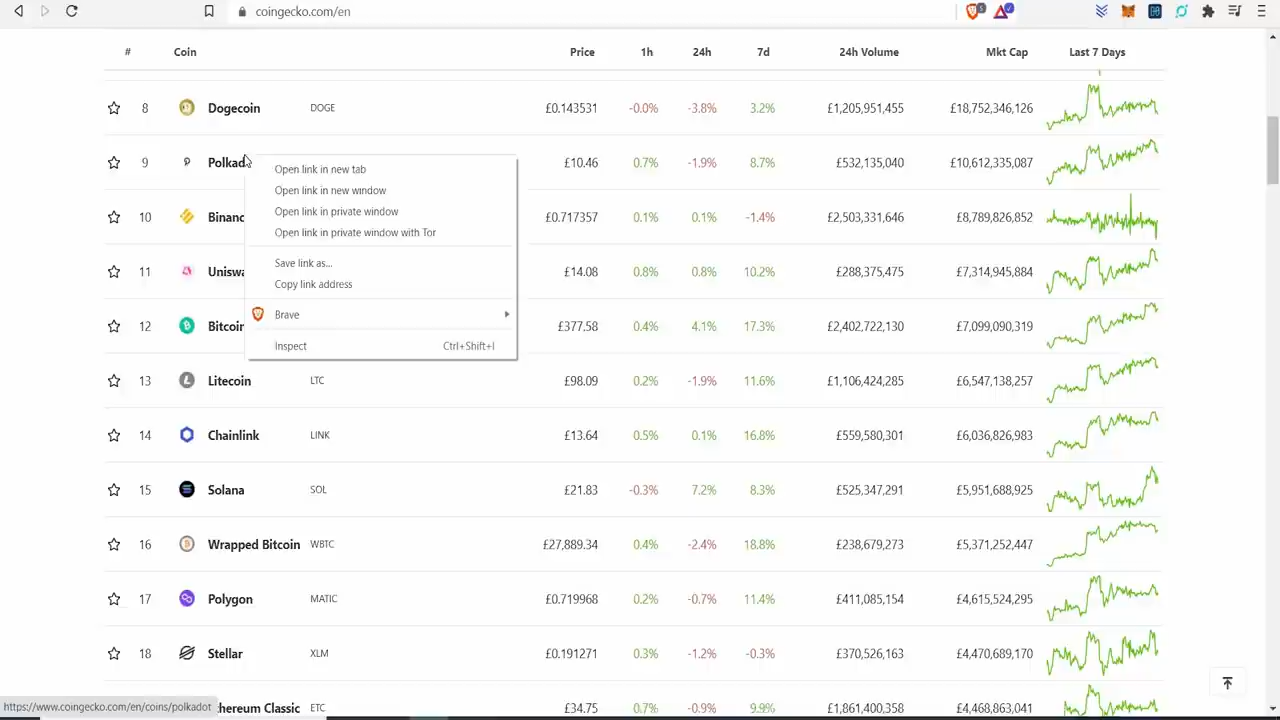 coingecko.com/en
5
# Coin Price 1h 24h 7d 24h Volume Mkt Cap Last 7 Days
8 Dogecoin DOGE £0.143531 -0.0% -3.8% 3.2% £1,205,951,455 £18,752,346,126
9 Polkad £10.46 0.7% -1.9% 8.7% £532,135,040 £10,612,335,087
Open link in new tab
Open link in new window
Open link in private window
10 Binanc £0.717357 0.1% 0.1% -1.4% £2,503,331,646 £8,789,826,852
Open link in private window with Tor
Save link as...
11 Uniswa £14.08 0.8% 0.8% 10.2% £288,375,475 £7,314,945,884
Copy link address
Brave
12 Bitcoin £377.58 0.4% 4.1% 17.3% £2,402,722,130 £7,099,090,319
Inspect Ctrl+Shift+I
13 Litecoin LTC £98.09 0.2% -1.9% 11.6% £1,106,424,285 £6,547,138,257
14 Chainlink LINK £13.64 0.5% 0.1% 16.8% £559,580,301 £6,036,826,983
15 Solana SOL £21.83 -0.3% 7.2% 8.3% £525,347,291 £5,951,688,925
16 Wrapped Bitcoin WBTC £27,889.34 0.4% -2.4% 18.8% £238,679,273 £5,371,252,447
17 Polygon MATIC £0.719968 0.2% -0.7% 11.4% £411,085,154 £4,615,524,295
18 Stellar XLM £0.191271 0.3% -1.2% -0.3% £370,526,163 £4,470,689,170
https://www.coingecko.com/en/coins/polkadot
hereum Classic ETC £34.75 0.7% -0.9% 9.9% £1,861,400,358 £4,468,863,041